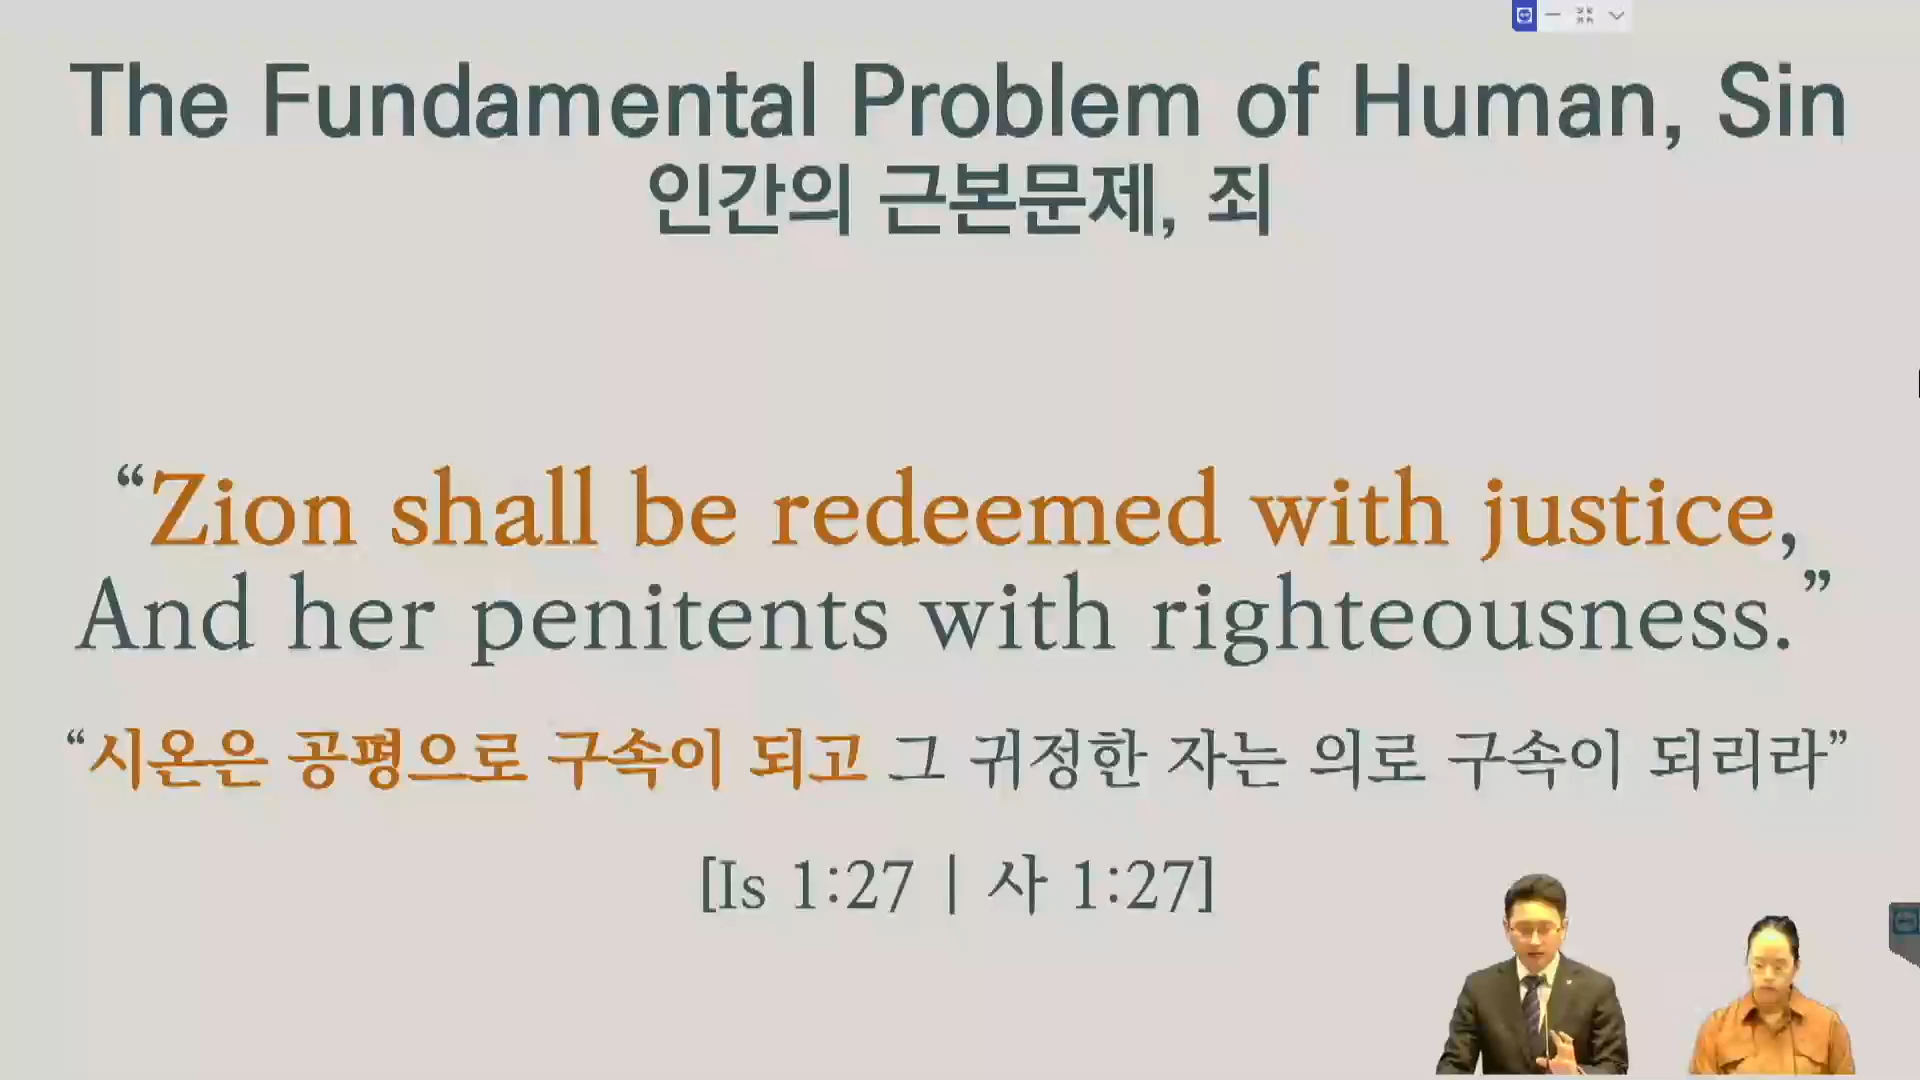 The Fundamental Problem of Human, Sin
인간의 근본문제, 죄
“Zion shall be redeemed with justice,
And her penitents with righteousness.”
“시온은 공평으로 구속이 되고 그 귀정한 자는 의로 구속이 되리라”
[Is 1:27 | 사 1:27]